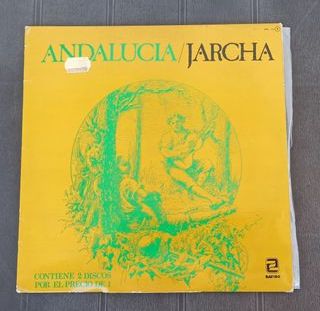 ANDALUCIA/JARCHA
CONTIENE 2 DISCOS
POR EL PRECIO DE 1
ZAFIRO